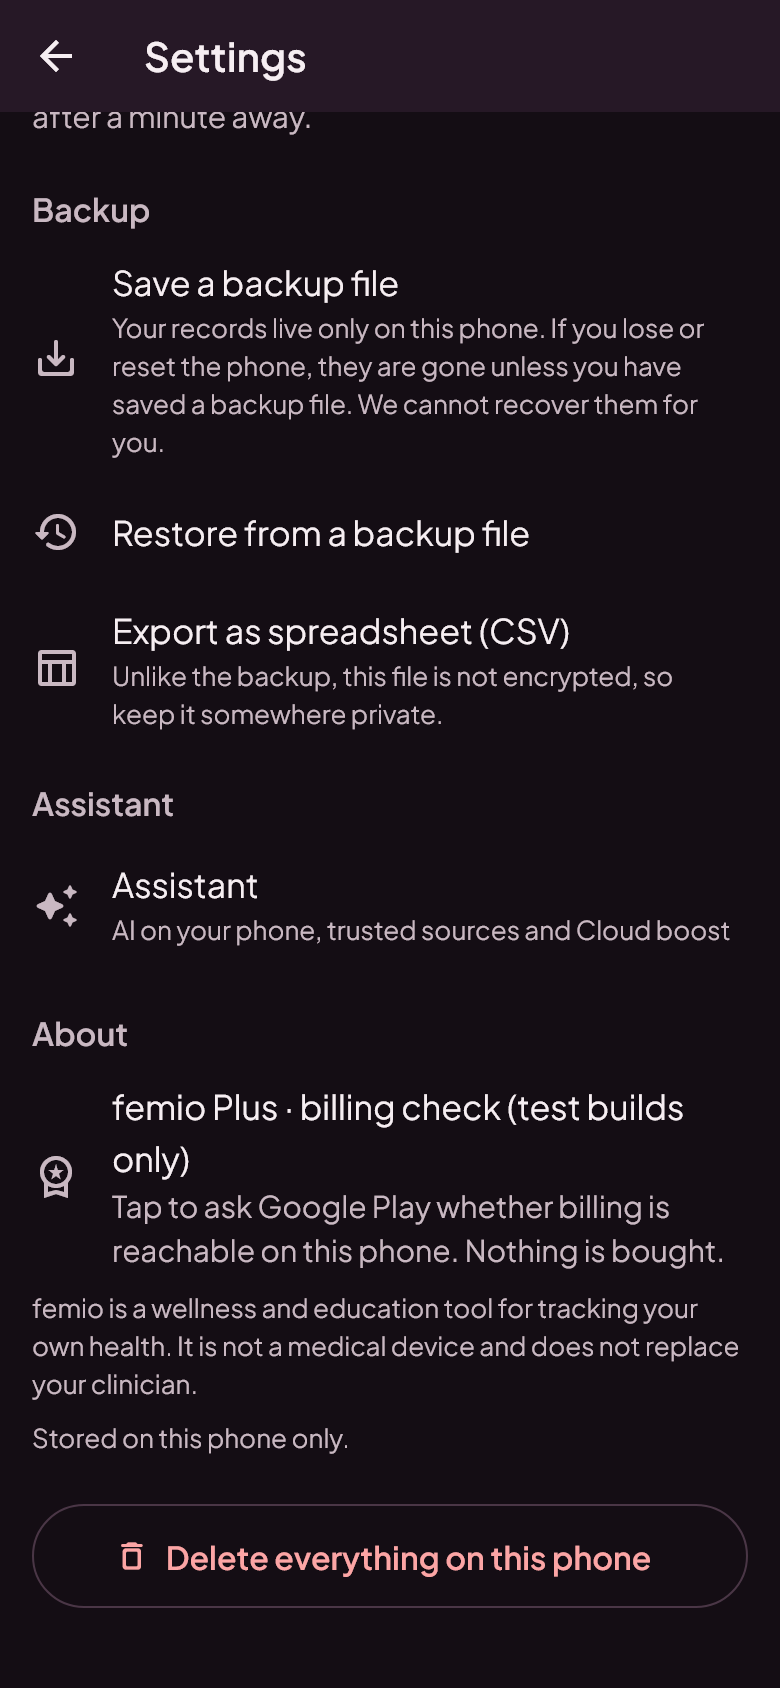 Settings
after a minute away.
Backup
Save a backup file
Your records live only on this phone. If you lose or
reset the phone, they are gone unless you have
saved a backup file. We cannot recover them for
you.
Restore from a backup file
Export as spreadsheet (CSV)
Unlike the backup, this file is not encrypted, so
keep it somewhere private.
Assistant
Assistant
AI on your phone, trusted sources and Cloud boost
About
femio Plus · billing check (test builds
only)
Tap to ask Google Play whether billing is
reachable on this phone. Nothing is bought.
femio is a wellness and education tool for tracking your
own health. It is not a medical device and does not replace
your clinician.
Stored on this phone only.
Delete everything on this phone